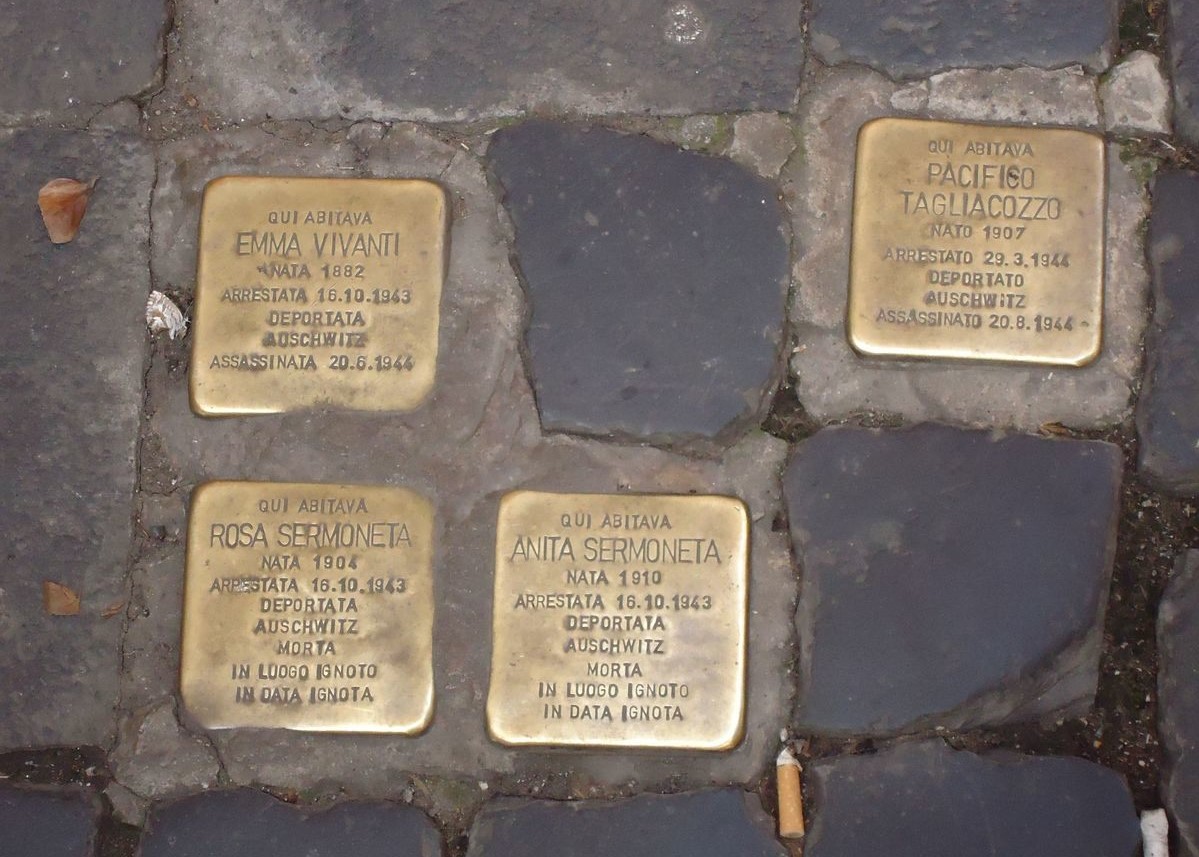 QUI ABITAVA
EMMA VIVANTI
NATA 1882
ARRESTATA 16.10.1943
DEPORTATA
AUSCHWITZ
ASSASSINATA 20.6.1944
QUI ABITAVA
PACIFICO
TAGLIACOZZO
NATO 1907
ARRESTATO 29.3.1944
DEPORTATO
AUSCHWITZ
ASSASSINATO 20.8.1944
QUI ABITAVA
ROSA SERMONETA
NATA 1904
ARRESTATA 16.10.1943
DEPORTATA
AUSCHWITZ
MORTA
IN LUOGO IGNOTO
IN DATA IGNOTA
QUI ABITAVA
ANITA SERMONETA
NATA 1910
ARRESTATA 16.10.1943
DEPORTATA
AUSCHWITZ
MORTA
IN LUOGO IGNOTO
IN DATA IGNOTA